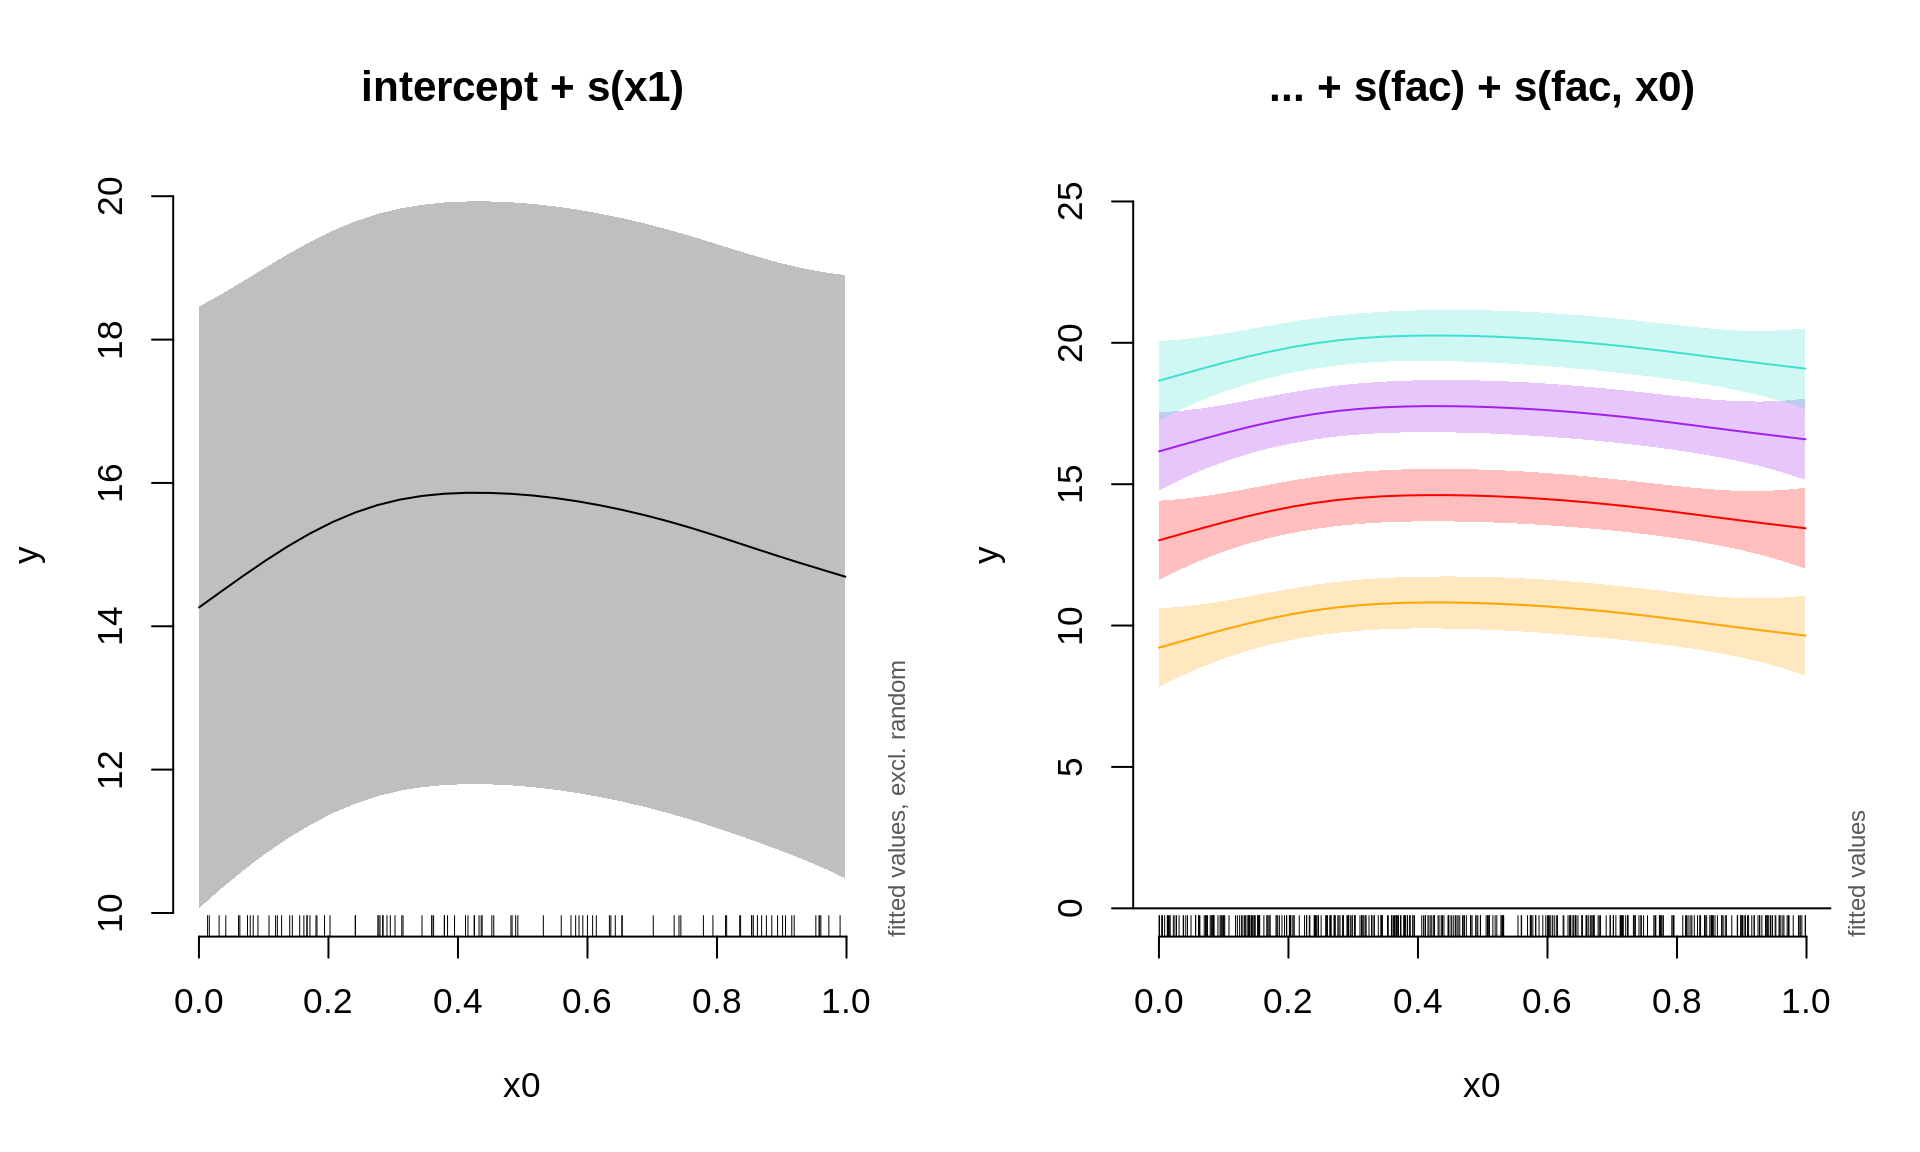 intercept + s(x1)
20
18
16
14
12
10
y
0.0 0.2 0.4 0.6 0.8 1.0
x0
fitted values, excl. random
... + s(fac) + s(fac, x0)
25
20
15
10
5
0
y
0.0 0.2 0.4 0.6 0.8 1.0
x0
fitted values